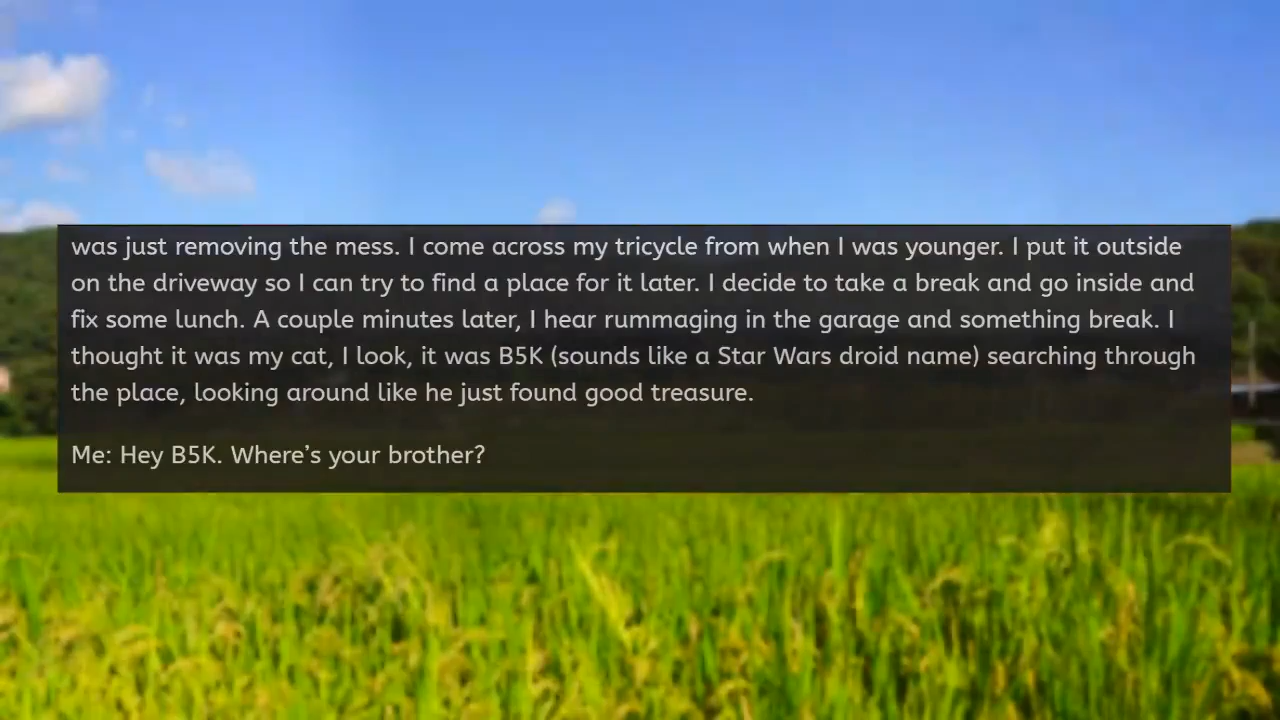 was just removing the mess. I come across my tricycle from when I was younger. I put it outside
on the driveway so I can try to find a place for it later. I decide to take a break and go inside and
fix some lunch. A couple minutes later, I hear rummaging in the garage and something break. I
thought it was my cat, I look, it was B5K (sounds like a Star Wars droid name) searching through
the place, looking around like he just found good treasure.
Me: Hey B5K. Where’s your brother?